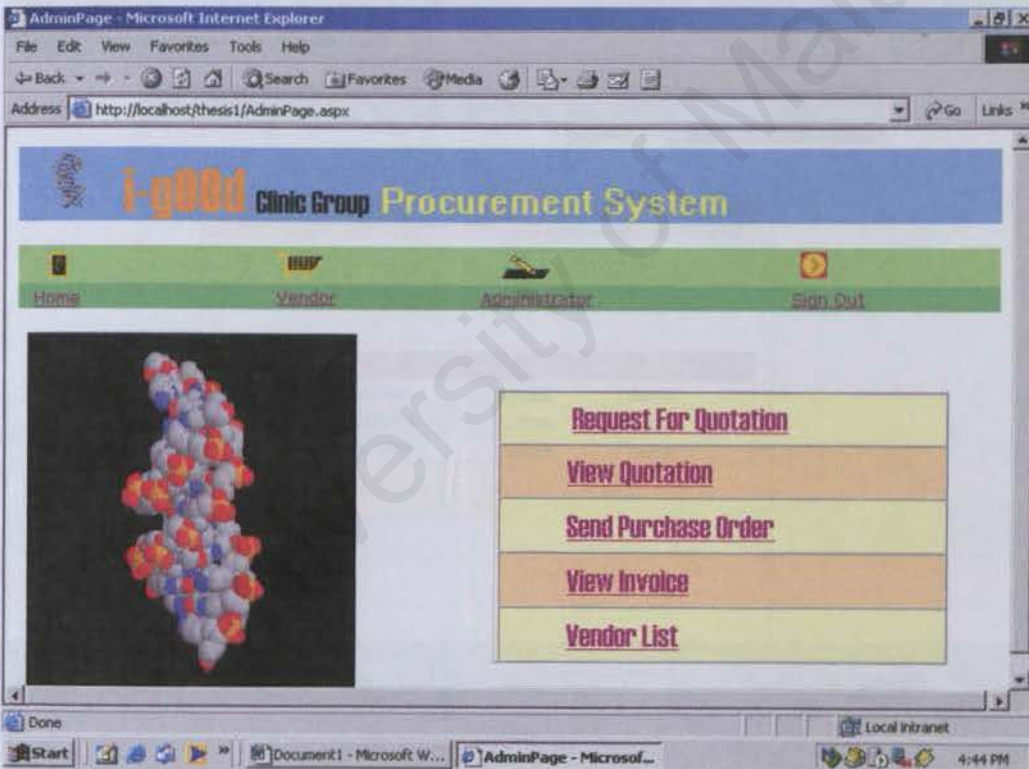 AdminPage - Microsoft Internet Explorer
File Edit View Favorites Tools Help
Back Search Favorites Media
Address http://localhost/thesis1/AdminPage.aspx Go Links »
i-g00d Clinic Group Procurement System
Home Vendor Administrator Sign Out
Request For Quotation
View Quotation
Send Purchase Order
View Invoice
Vendor List
Done Local intranet
Start » Document1 - Microsoft W... AdminPage - Microsof... 4:44 PM